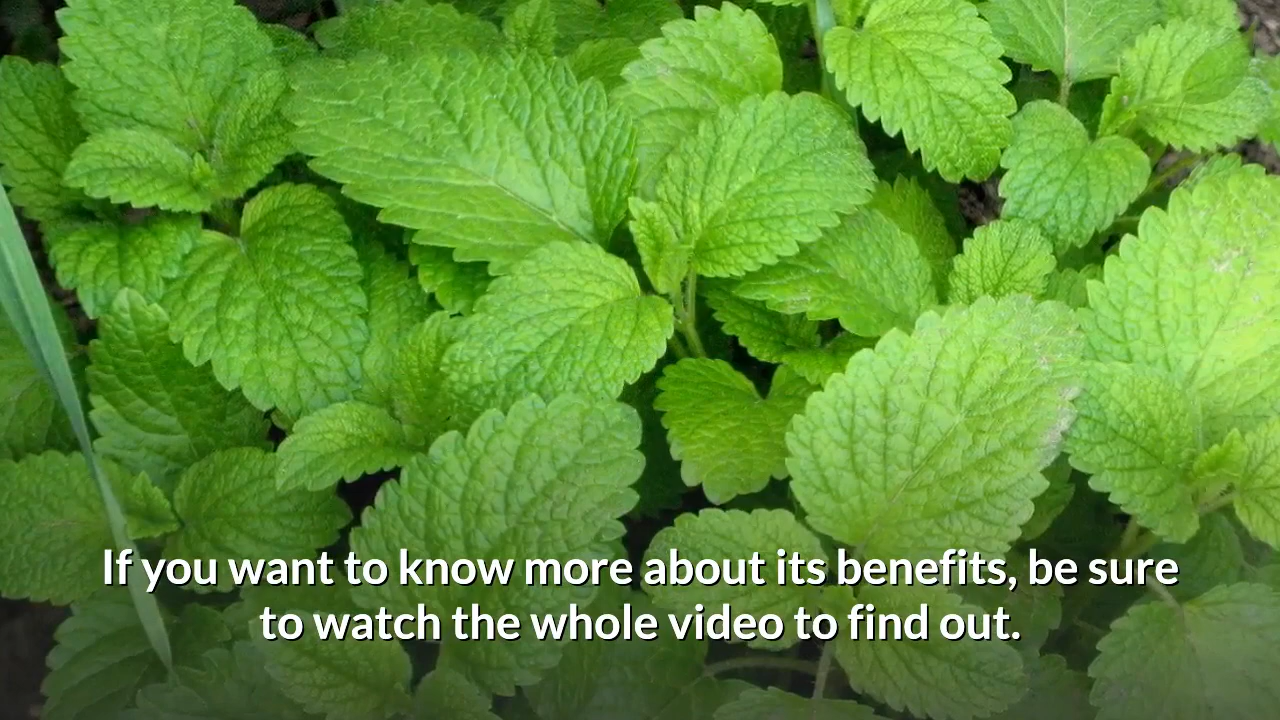 If you want to know more about its benefits, be sure
to watch the whole video to find out.